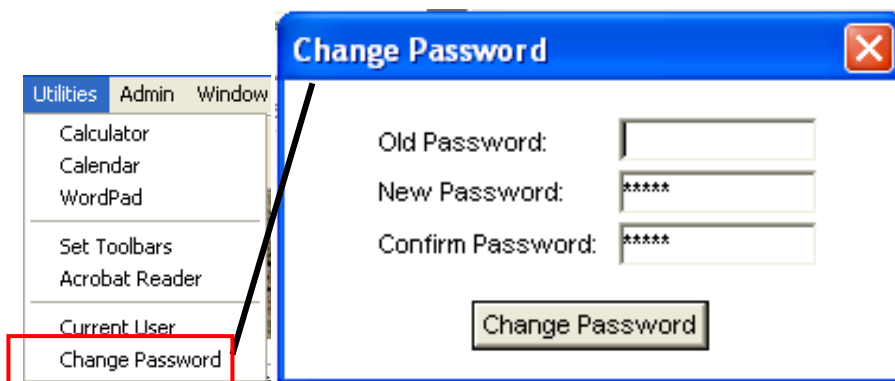 Utilities Admin Window
Calculator
Calendar
WordPad
Set Toolbars
Acrobat Reader
Current User
Change Password
Change Password
Old Password:
New Password: *****
Confirm Password: *****
Change Password